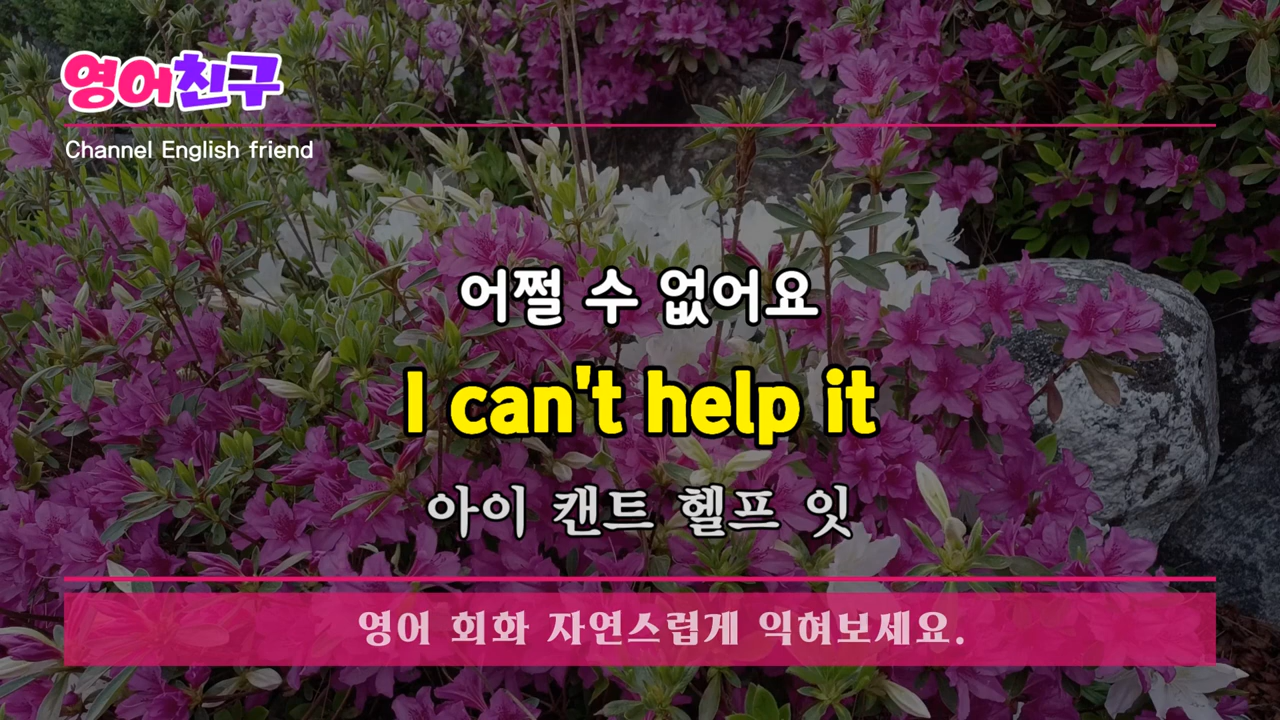 영어친구
Channel English friend
어쩔 수 없어요
I can't help it
아이 캔트 헬프 잇
영어 회화 자연스럽게 익혀보세요.